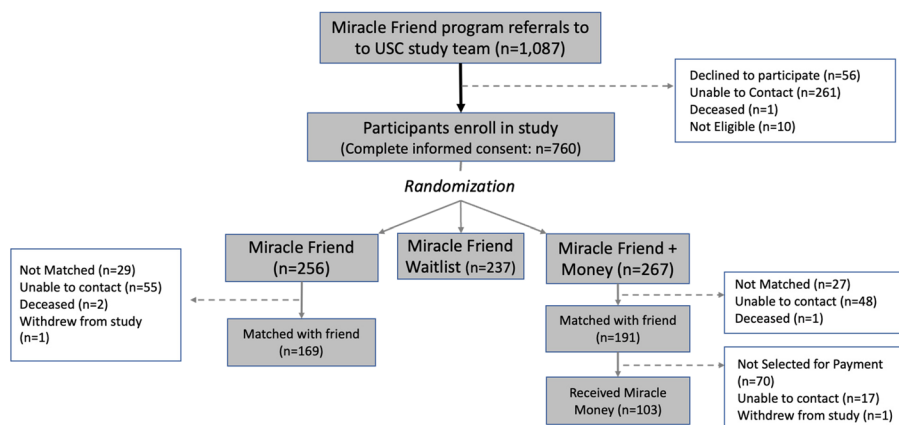 Miracle Friend program referrals to
to USC study team (n=1,087)
Declined to participate (n=56)
Unable to Contact (n=261)
Deceased (n=1)
Not Eligible (n=10)
Participants enroll in study
(Complete informed consent: n=760)
Randomization
Miracle Friend
(n=256)
Miracle Friend
Waitlist (n=237)
Miracle Friend +
Money (n=267)
Not Matched (n=29)
Unable to contact (n=55)
Deceased (n=2)
Withdrew from study
(n=1)
Not Matched (n=27)
Unable to contact (n=48)
Deceased (n=1)
Matched with friend
(n=169)
Matched with friend
(n=191)
Not Selected for Payment
(n=70)
Unable to contact (n=17)
Withdrew from study (n=1)
Received Miracle
Money (n=103)